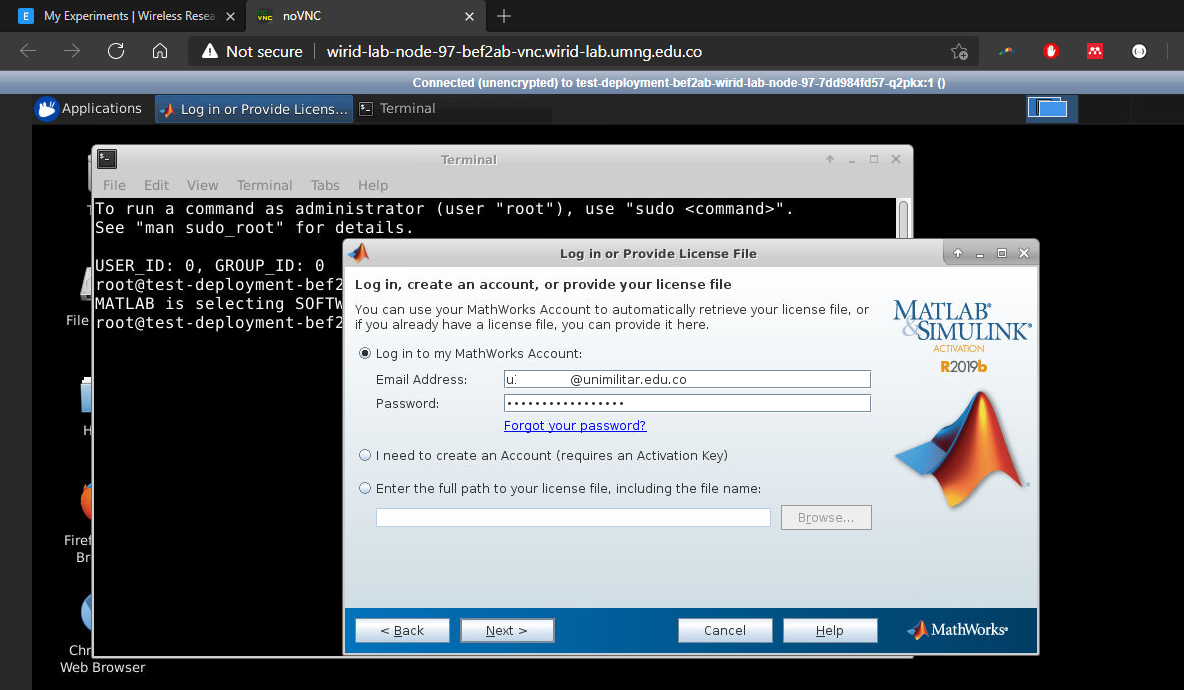 My Experiments | Wireless Resea
noVNC
Not secure
wirid-lab-node-97-bef2ab-vnc.wirid-lab.umng.edu.co
Connected (unencrypted) to test-deployment-bef2ab-wirid-lab-node-97-7dd984fd57-q2pkx:1 ()
Applications
Log in or Provide Licens...
Terminal
Terminal
File Edit View Terminal Tabs Help
To run a command as administrator (user "root"), use "sudo <command>".
See "man sudo_root" for details.
USER_ID: 0, GROUP_ID: 0
root@test-deployment-bef2
MATLAB is selecting SOFTW
root@test-deployment-bef2
File
H
Firef
Br
Chr
Web Browser
Log in or Provide License File
Log in, create an account, or provide your license file
You can use your MathWorks Account to automatically retrieve your license file, or
if you already have a license file, you can provide it here.
Log in to my MathWorks Account:
Email Address:
@unimilitar.edu.co
Password:
•••••••••••••••••
Forgot your password?
I need to create an Account (requires an Activation Key)
Enter the full path to your license file, including the file name:
Browse...
MATLAB®
&SIMULINK®
ACTIVATION
R2019b
< Back
Next >
Cancel
Help
MathWorks®